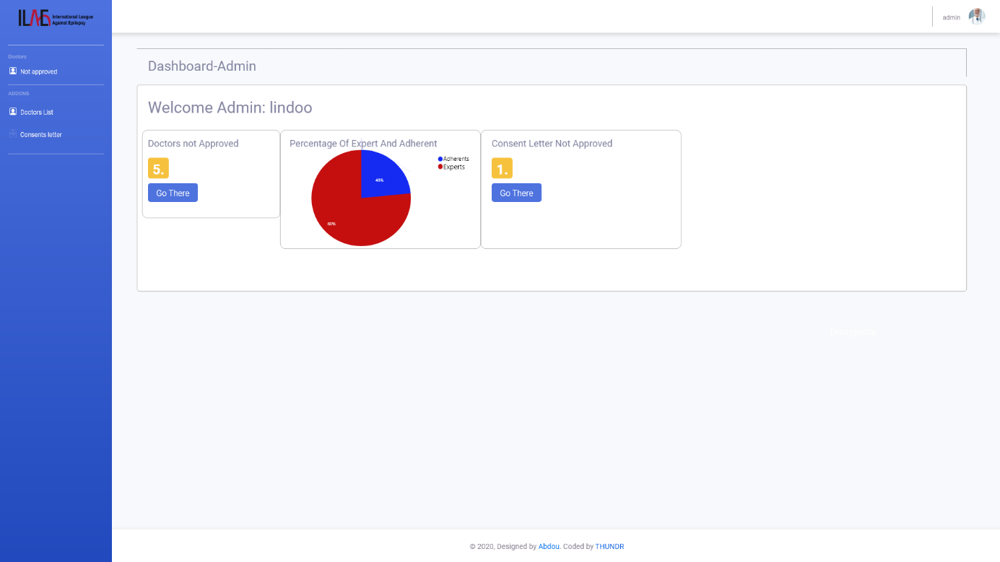 ILAE International League
Against Epilepsy
admin
Doctors
Not approved
ADDONS
Doctors List
Consents letter
Dashboard-Admin
Welcome Admin: lindoo
Doctors not Approved
5.
Go There
Percentage Of Expert And Adherent
Adherents
Experts
40%
60%
Consent Letter Not Approved
1.
Go There
Disapprove
© 2020, Designed by Abdou. Coded by THUNDR